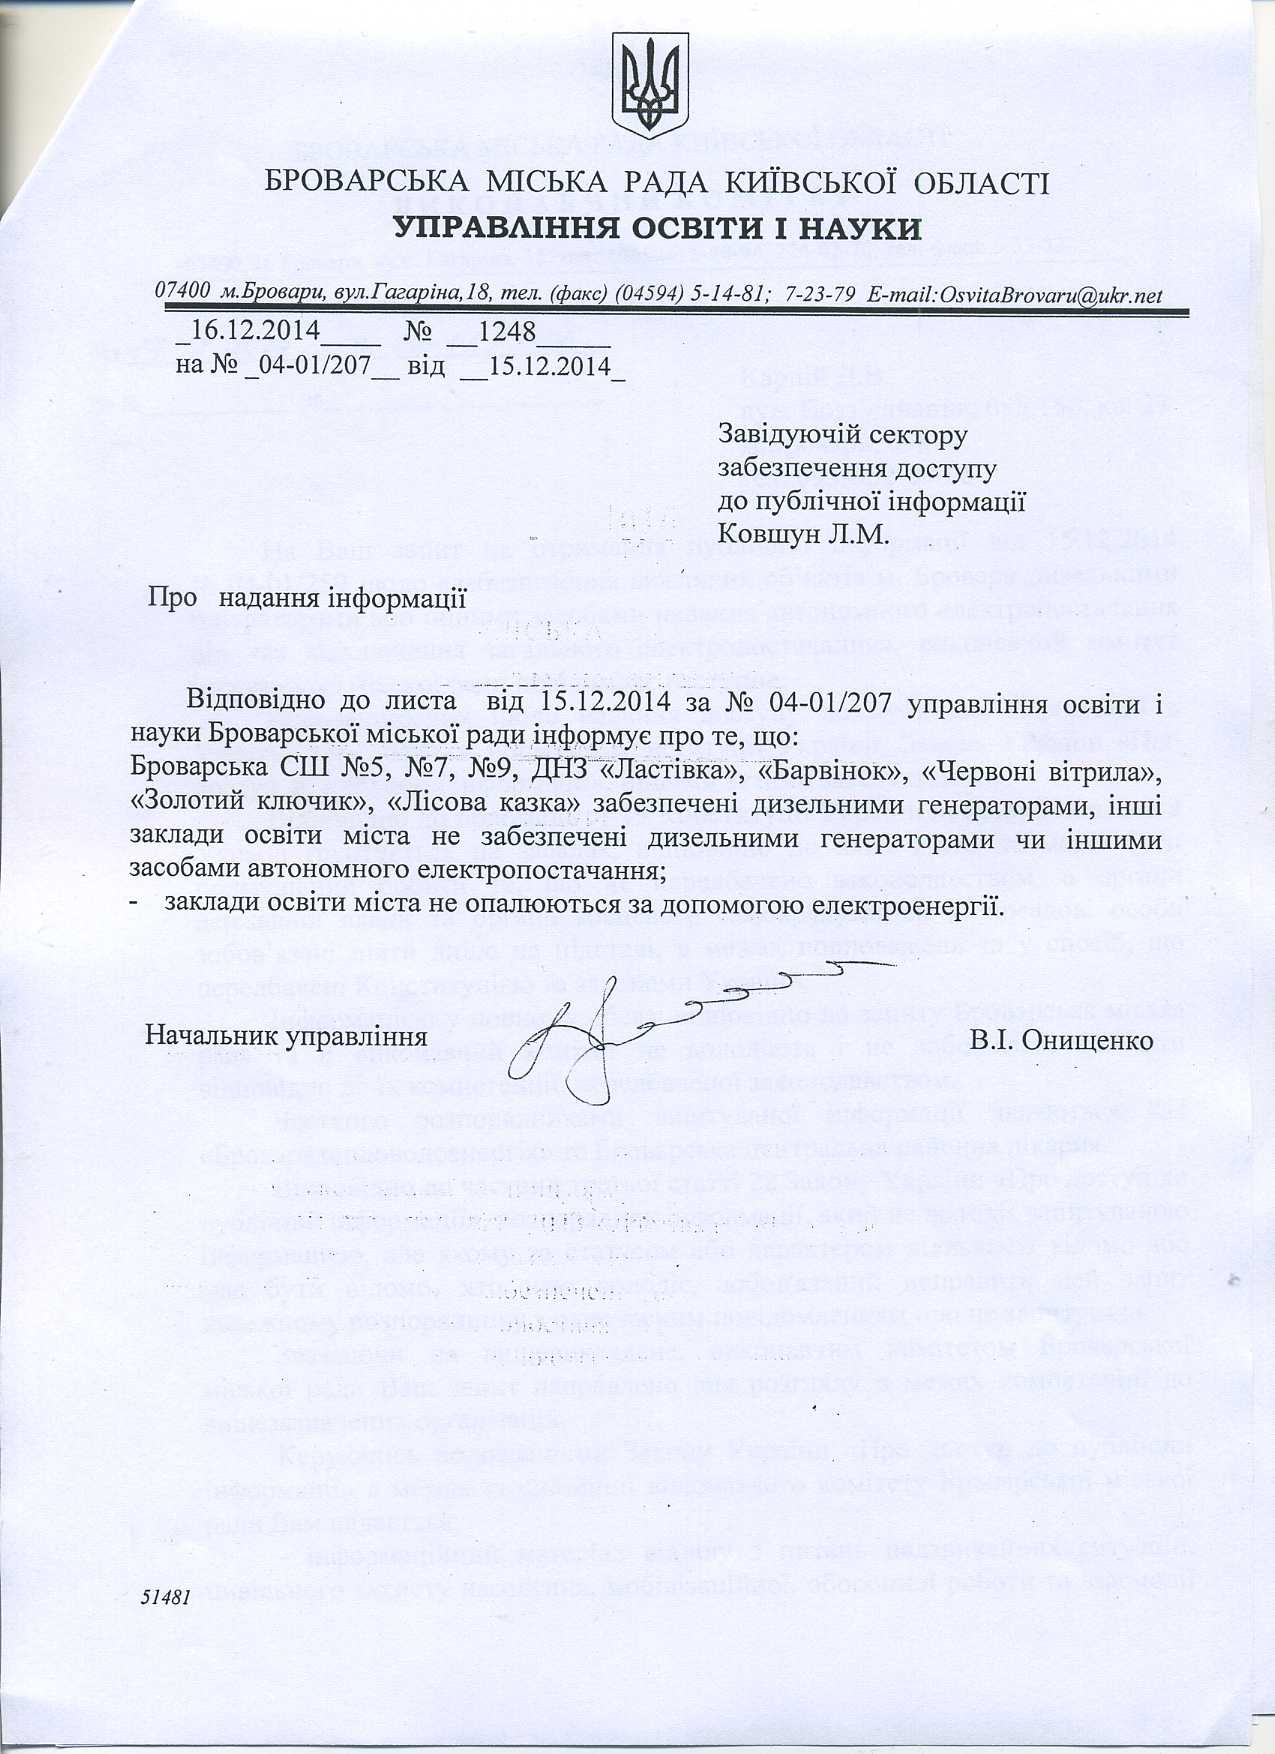 БРОВАРСЬКА МІСЬКА РАДА КИЇВСЬКОЇ ОБЛАСТІ
УПРАВЛІННЯ ОСВІТИ І НАУКИ
07400 м.Бровари, вул.Гагаріна,18, тел. (факс) (04594) 5-14-81; 7-23-79 E-mail:OsvitaBrovaru@ukr.net
_16.12.2014____ № __1248_____
на № _04-01/207__ від __15.12.2014_
Завідуючій сектору
забезпечення доступу
до публічної інформації
Ковшун Л.М.
Про надання інформації
Відповідно до листа від 15.12.2014 за № 04-01/207 управління освіти і
науки Броварської міської ради інформує про те, що:
Броварська СШ №5, №7, №9, ДНЗ «Ластівка», «Барвінок», «Червоні вітрила»,
«Золотий ключик», «Лісова казка» забезпечені дизельними генераторами, інші
заклади освіти міста не забезпечені дизельними генераторами чи іншими
засобами автономного електропостачання;
- заклади освіти міста не опалюються за допомогою електроенергії.
Начальник управління В.І. Онищенко
51481